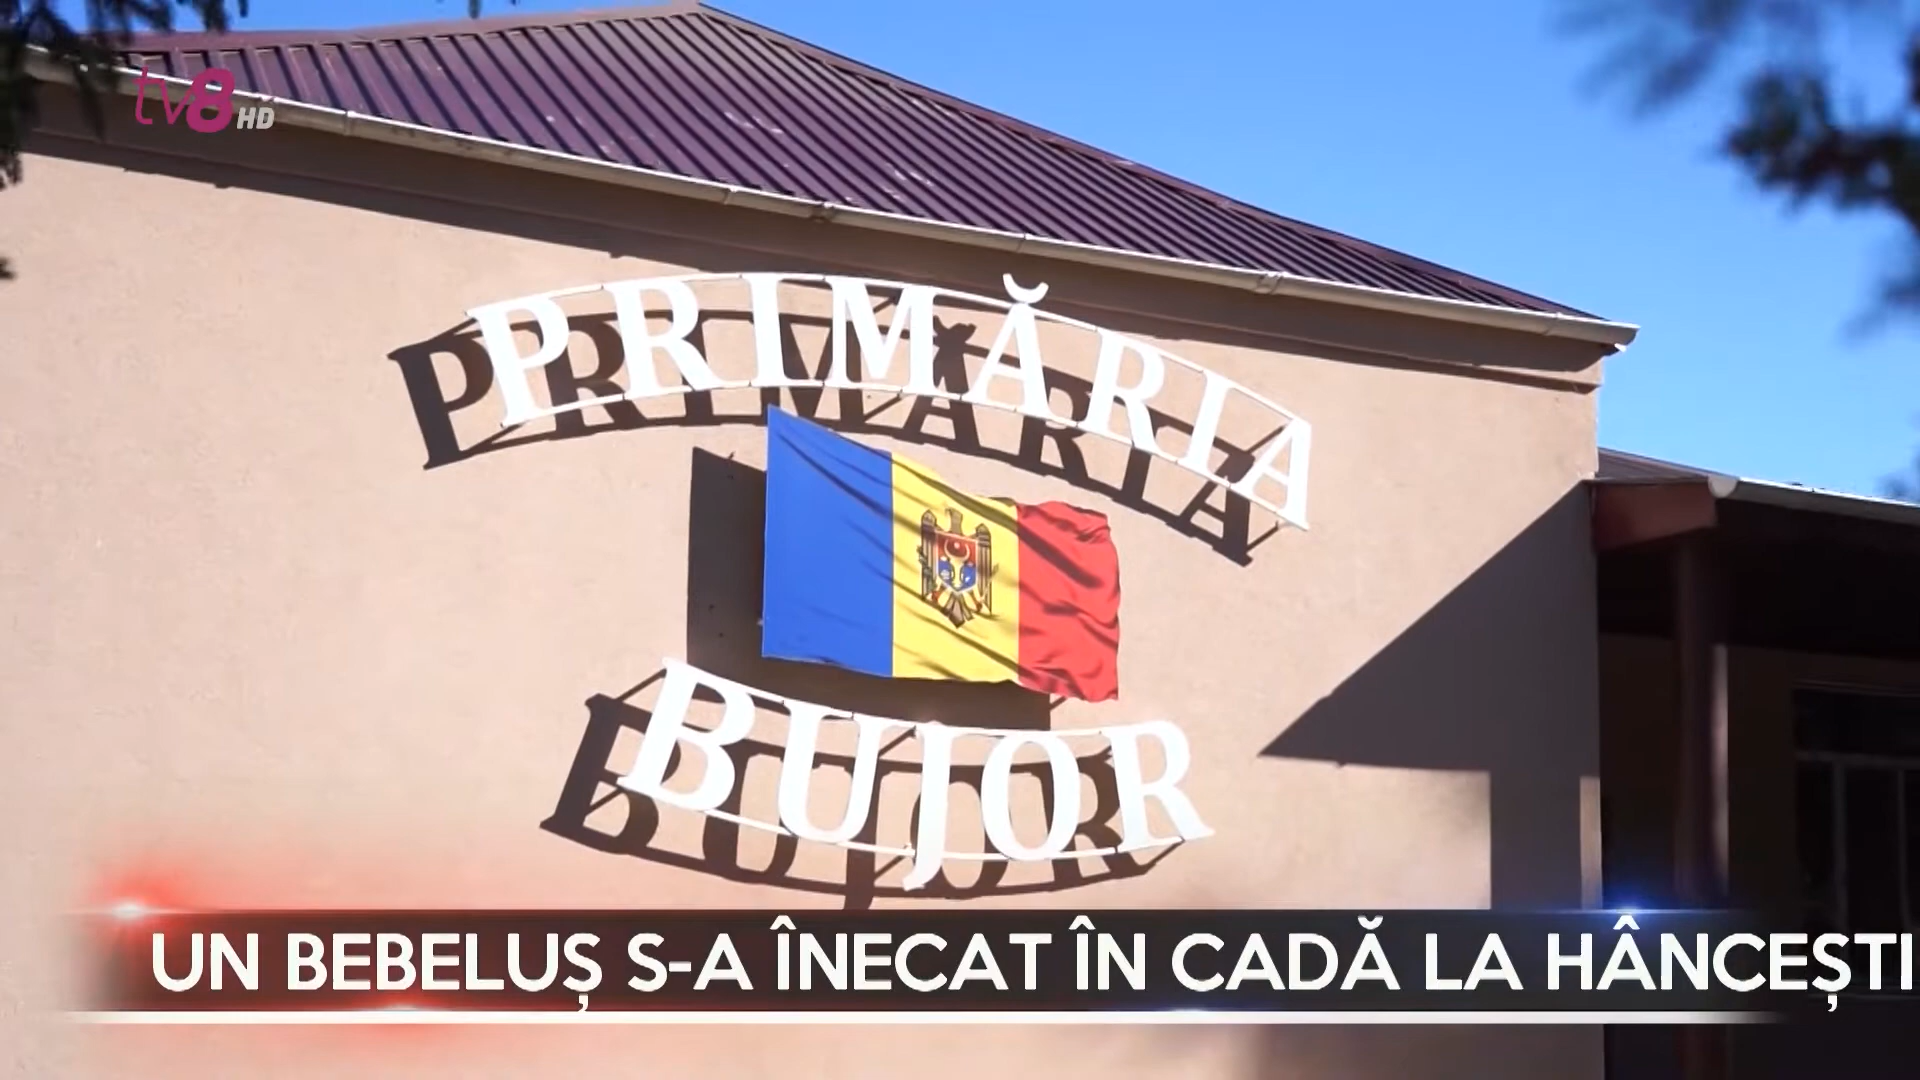 tv8 HD
PRIMĂRIA
BUJOR
UN BEBELUȘ S-A ÎNECAT ÎN CADĂ LA HÂNCEȘTI